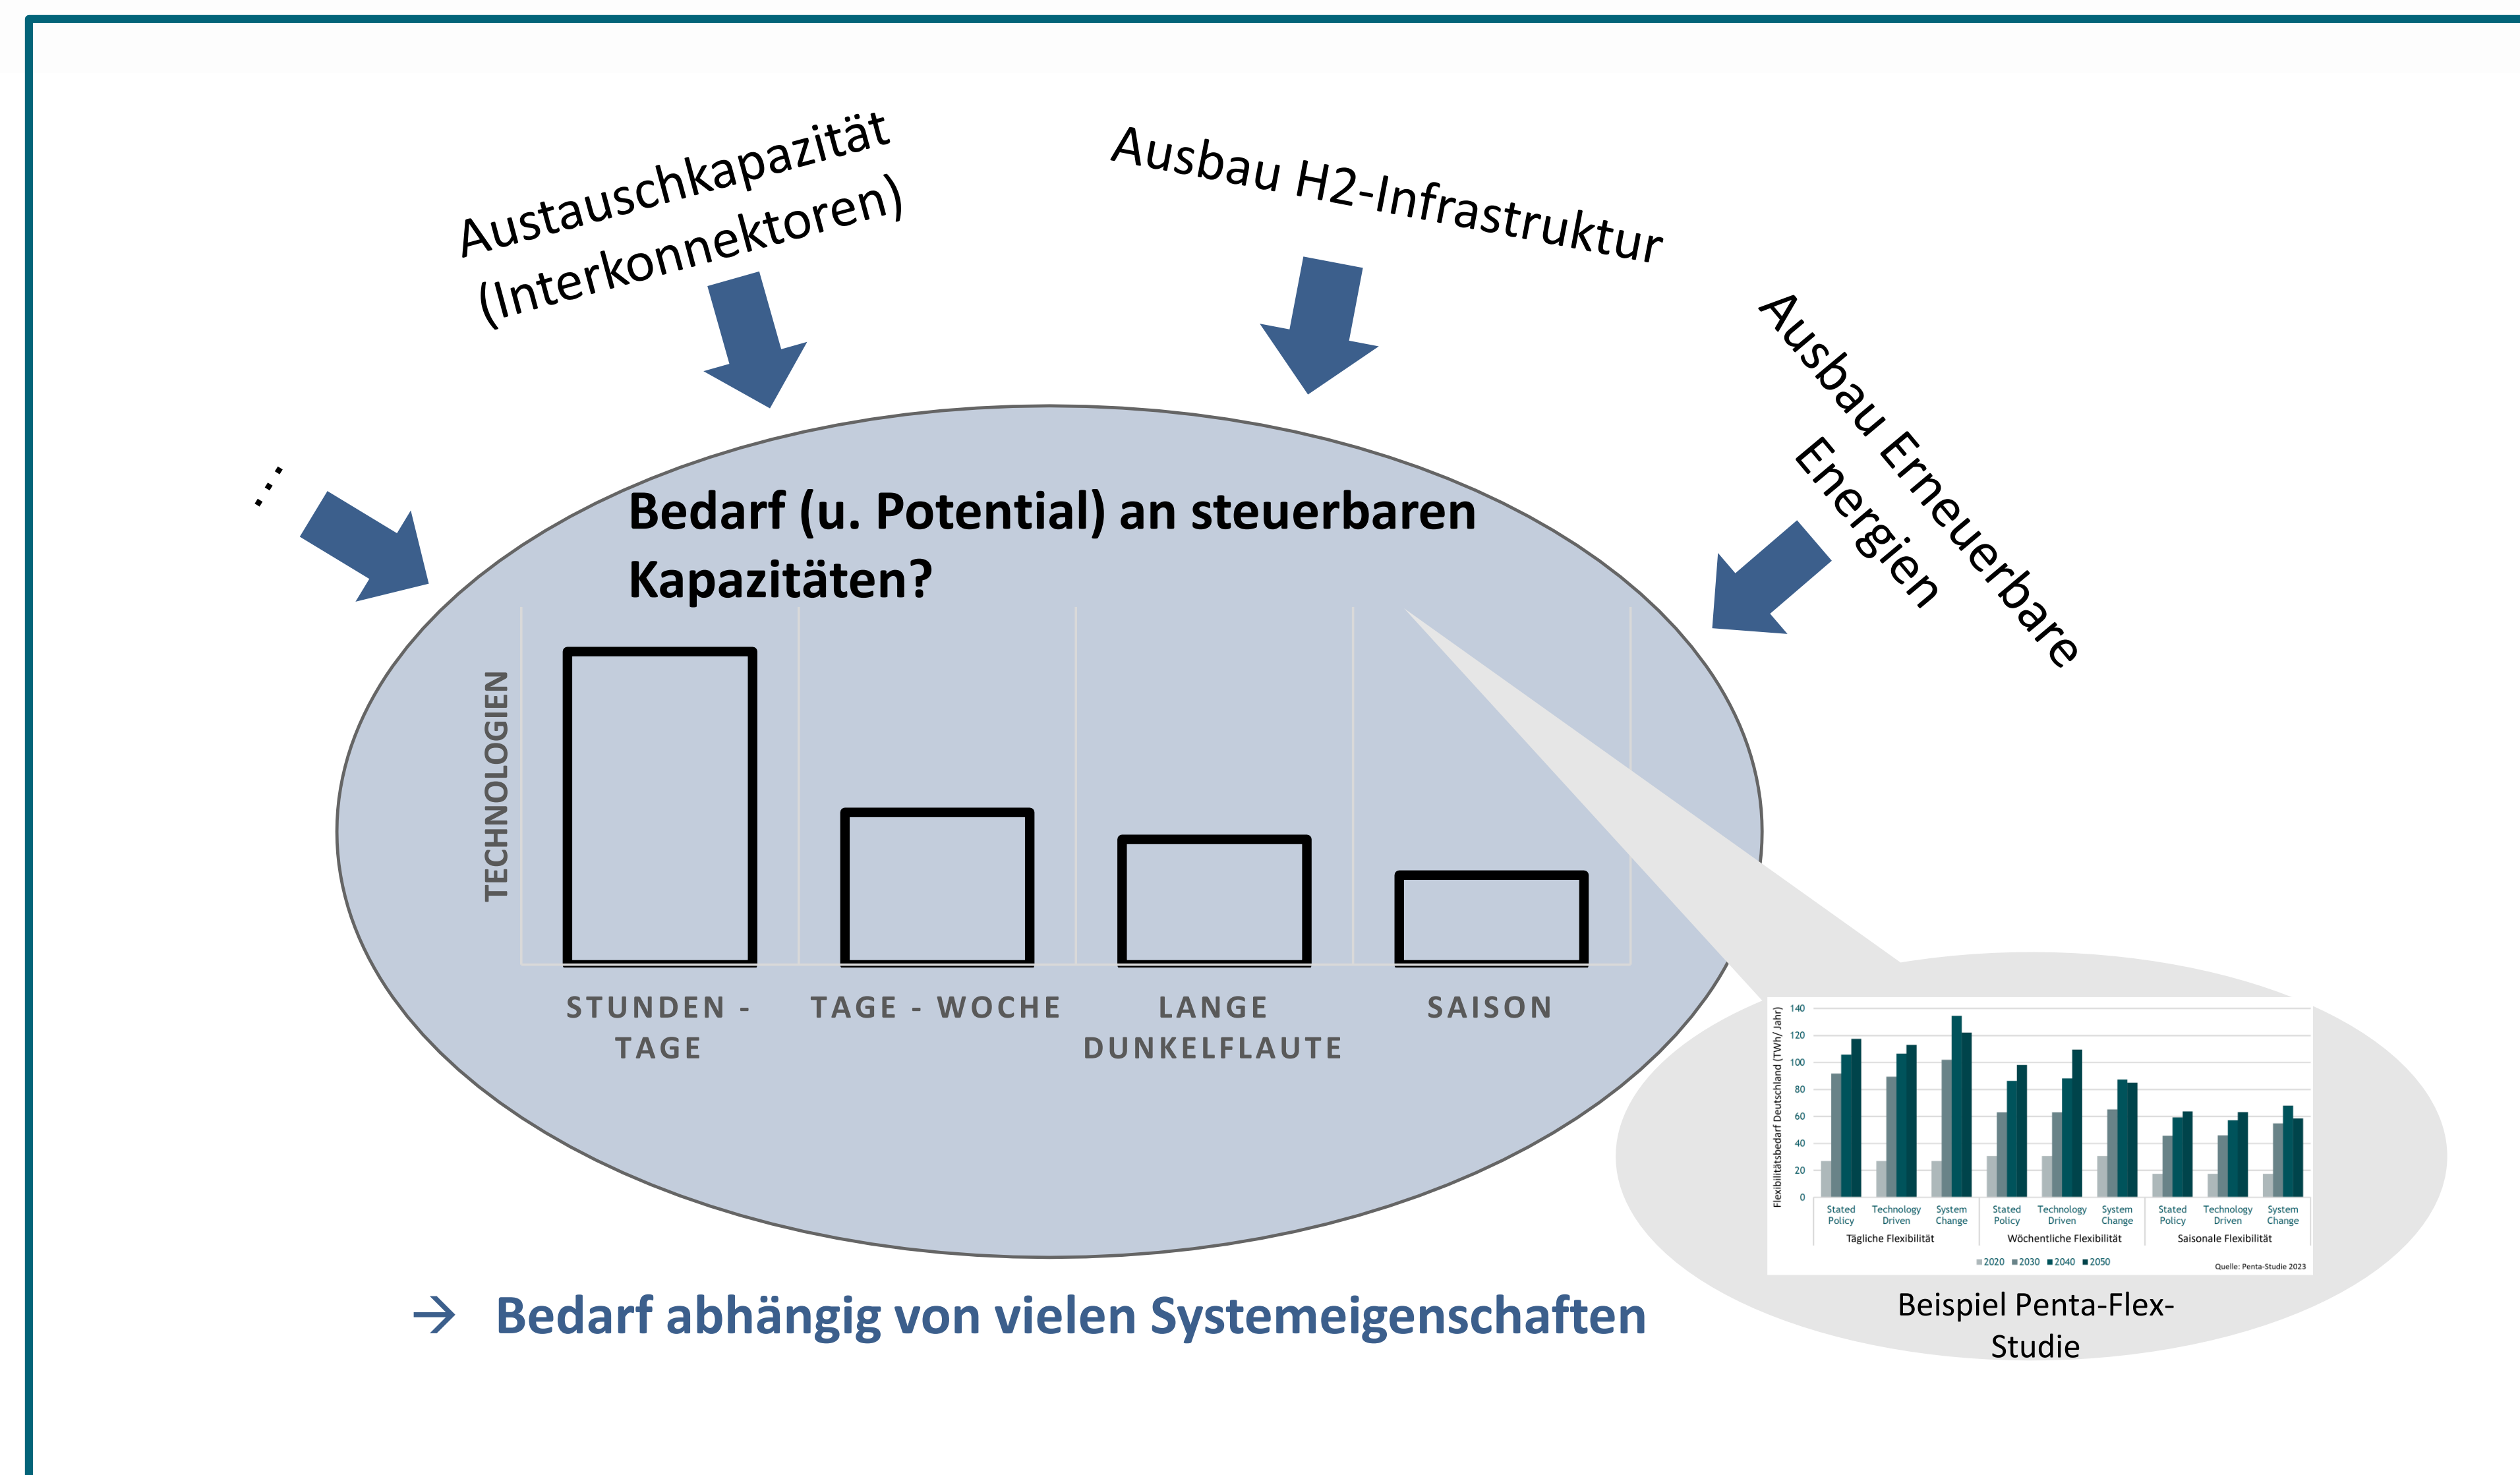 Austauschkapazität
(Interkonnektoren)
Ausbau H2-Infrastruktur
Ausbau Erneuerbare
Energien
...
Bedarf (u. Potential) an steuerbaren
Kapazitäten?
TECHNOLOGIEN
STUNDEN -
TAGE
TAGE - WOCHE
LANGE
DUNKELFLAUTE
SAISON
Flexibilitätsbedarf Deutschland (TWh/ Jahr)
140
120
100
80
60
40
20
0
Stated
Policy
Technology
Driven
System
Change
Stated
Policy
Technology
Driven
System
Change
Stated
Policy
Technology
Driven
System
Change
Tägliche Flexibilität
Wöchentliche Flexibilität
Saisonale Flexibilität
2020 2030 2040 2050
Quelle: Penta-Studie 2023
Beispiel Penta-Flex-
Studie
→ Bedarf abhängig von vielen Systemeigenschaften